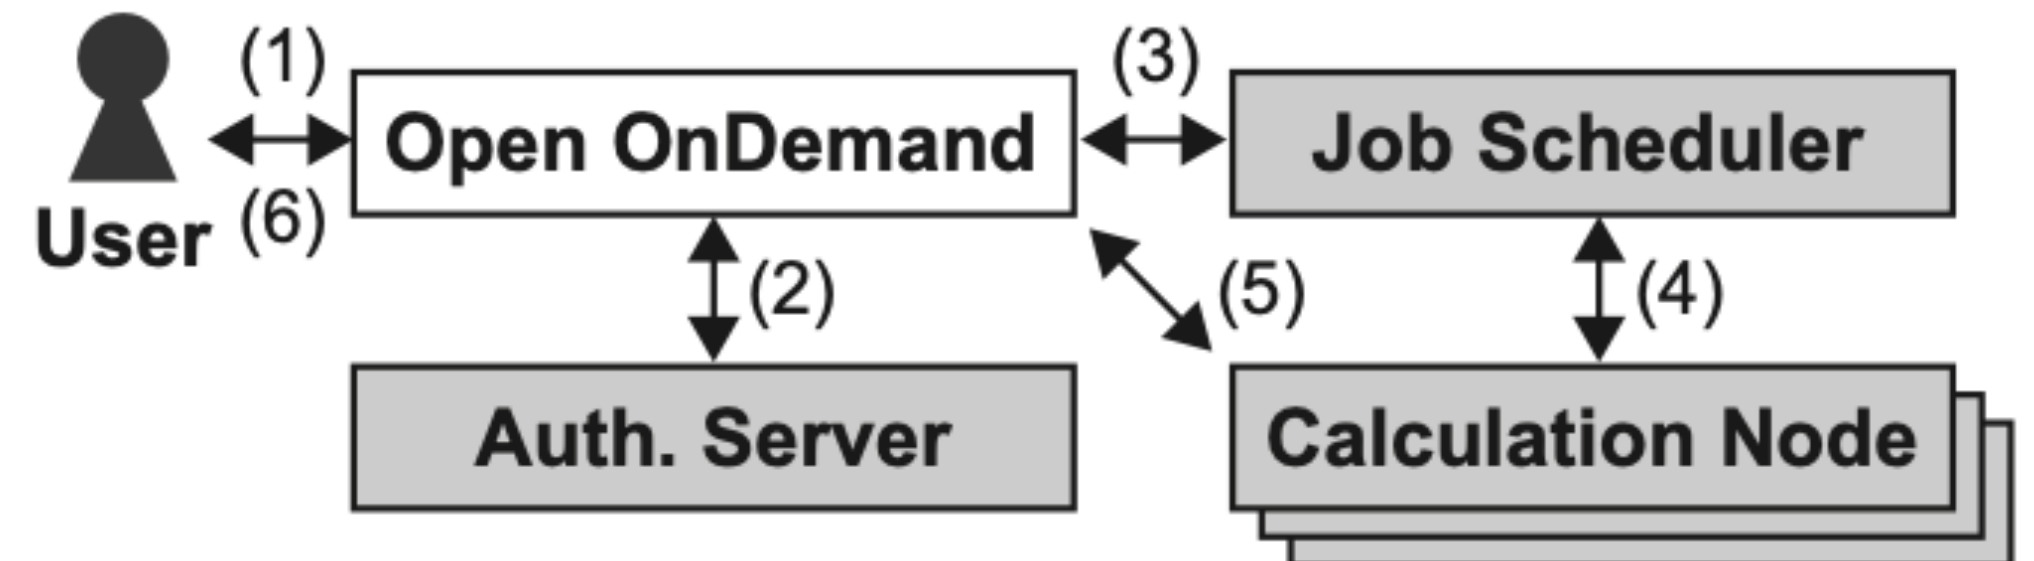 (1)
(3)
Open OnDemand
Job Scheduler
User
(6)
(2)
(5)
(4)
Auth. Server
Calculation Node